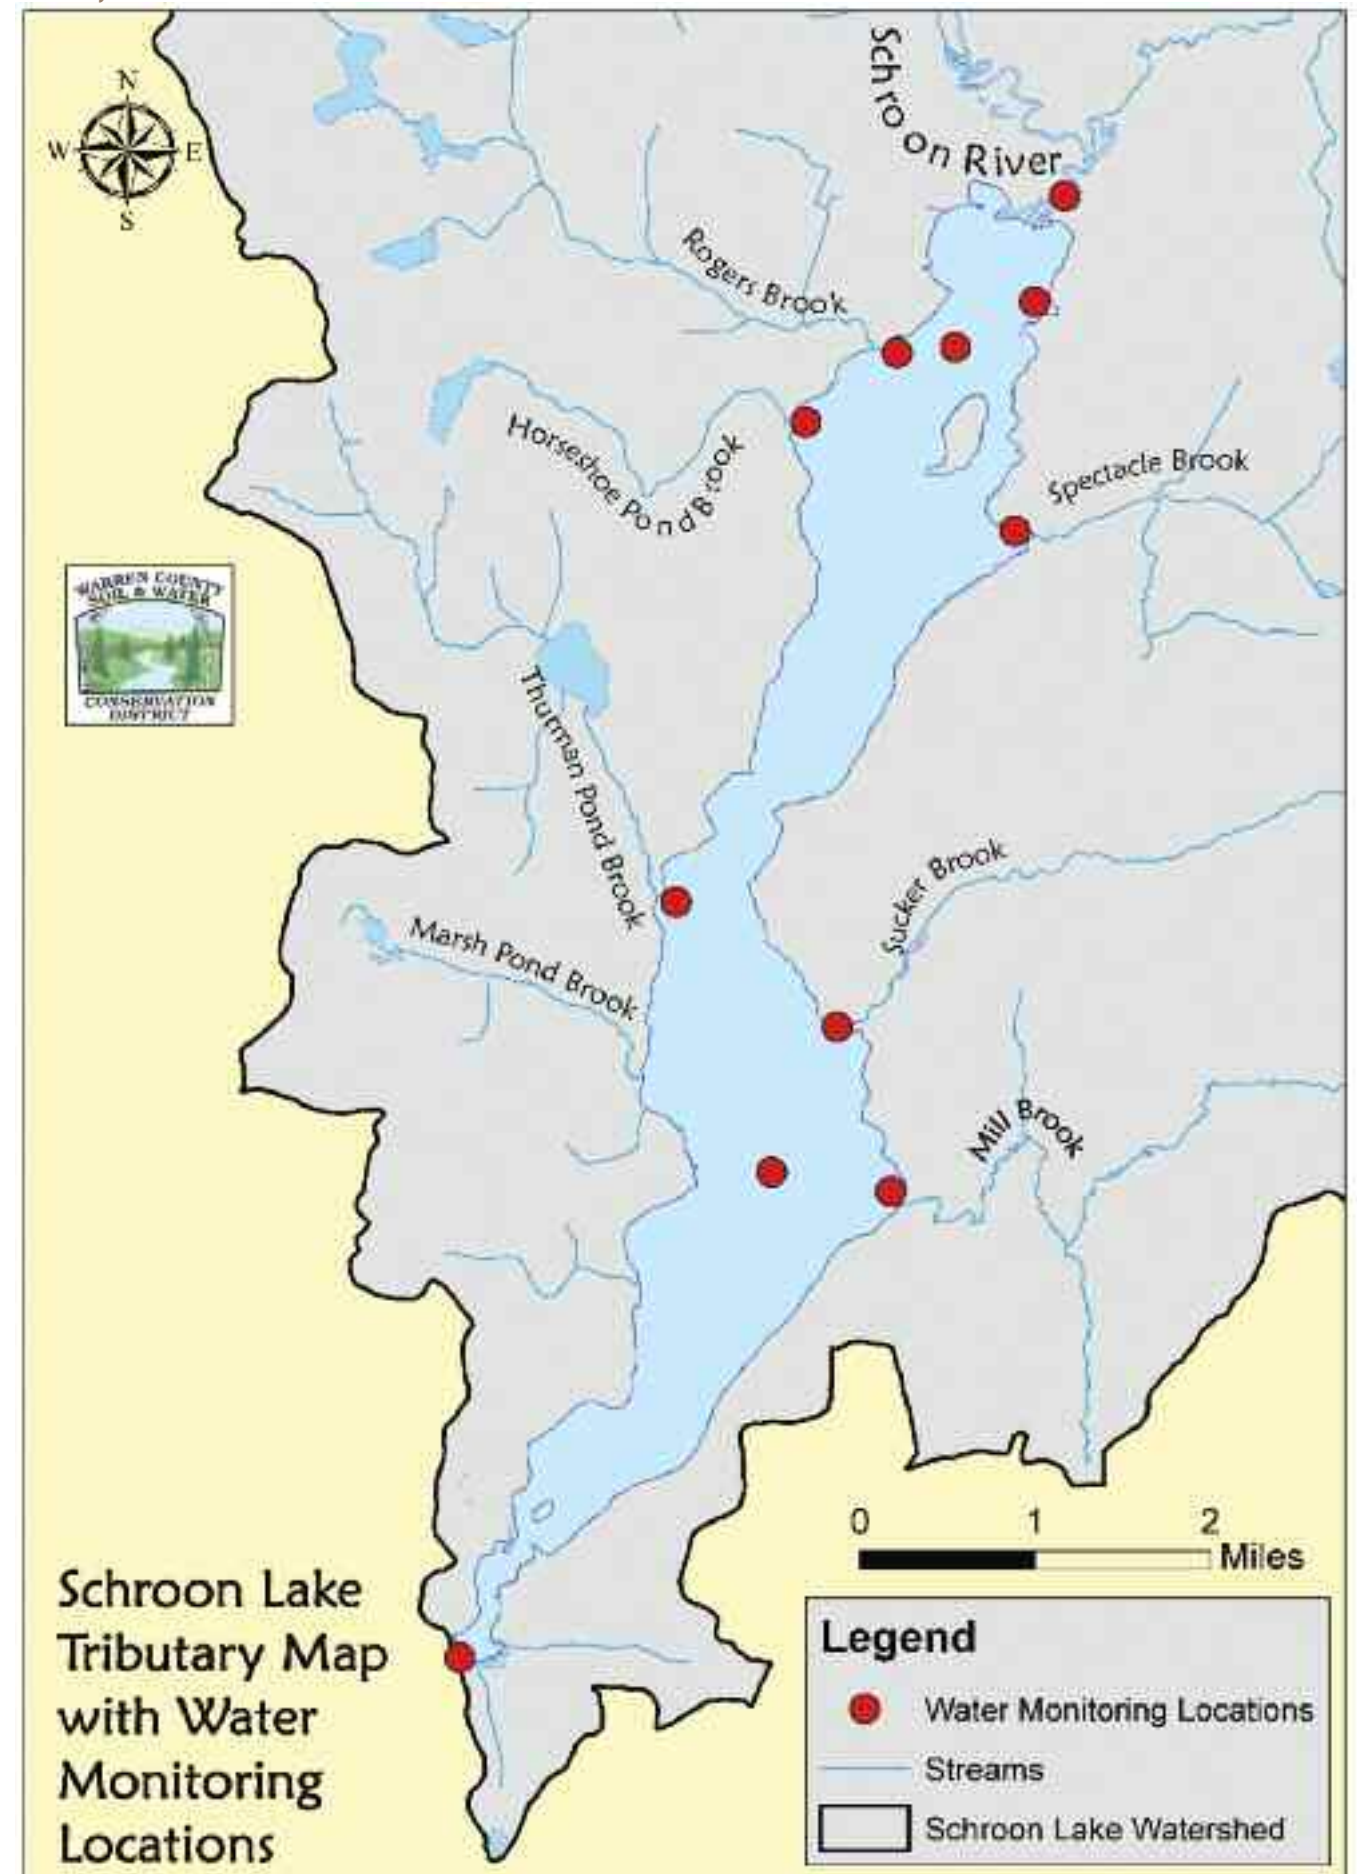 N
W E
S
Schroon River
Rogers Brook
Horseshoe Pond Brook
Spectacle Brook
WARREN COUNTY
SOIL & WATER
CONSERVATION
DISTRICT
Thurman Pond Brook
Sucker Brook
Marsh Pond Brook
Mill Brook
0 1 2
Miles
Schroon Lake
Tributary Map
with Water
Monitoring
Locations
Legend
Water Monitoring Locations
Streams
Schroon Lake Watershed